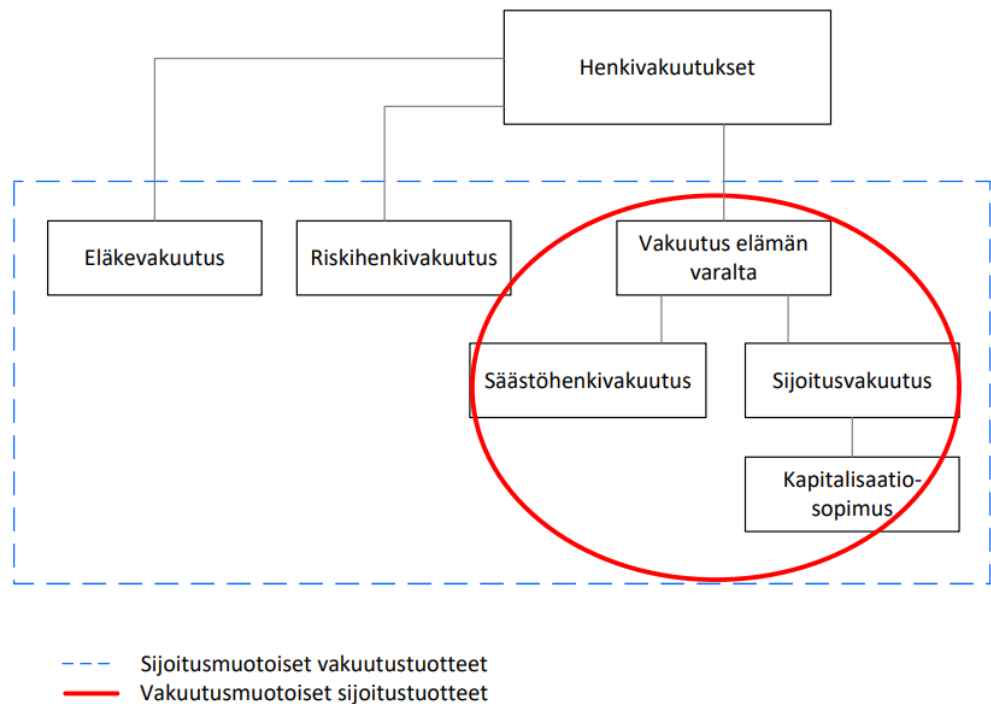 Henkivakuutukset
Eläkevakuutus
Riskihenkivakuutus
Vakuutus elämän
varalta
Säästöhenkivakuutus
Sijoitusvakuutus
Kapitalisaatio-
sopimus
Sijoitusmuotoiset vakuutustuotteet
Vakuutusmuotoiset sijoitustuotteet